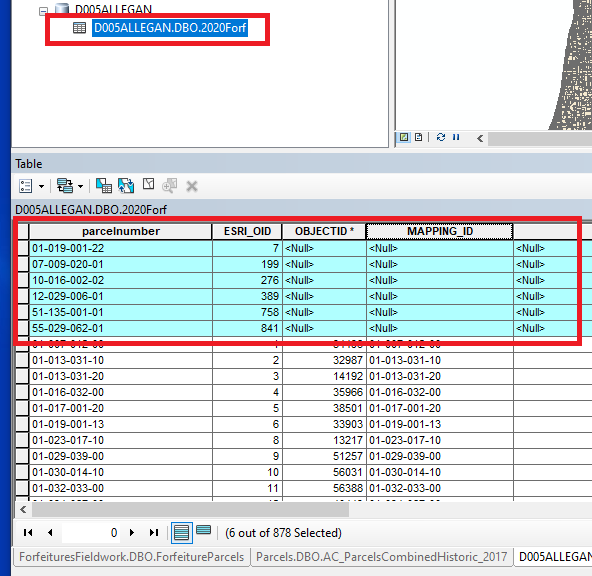 D005ALLEGAN
D005ALLEGAN.DBO.2020Forf
Table
D005ALLEGAN.DBO.2020Forf
parcelnumber ESRI_OID OBJECTID * MAPPING_ID
01-019-001-22 7 <Null> <Null> <Null>
07-009-020-01 199 <Null> <Null> <Null>
10-016-002-02 276 <Null> <Null> <Null>
12-029-006-01 389 <Null> <Null> <Null>
51-135-001-01 758 <Null> <Null> <Null>
55-029-062-01 841 <Null> <Null> <Null>
01-013-031-10 2 32987 01-013-031-10
01-013-031-20 3 14192 01-013-031-20
01-016-032-00 4 35966 01-016-032-00
01-017-001-20 5 38501 01-017-001-20
01-019-001-13 6 33903 01-019-001-13
01-023-017-10 8 13217 01-023-017-10
01-029-039-00 9 51257 01-029-039-00
01-030-014-10 10 56031 01-030-014-10
01-032-033-00 11 56388 01-032-033-00
0 (6 out of 878 Selected)
ForfeituresFieldwork.DBO.ForfeitureParcels Parcels.DBO.AC_ParcelsCombinedHistoric_2017 D005ALLEGAN